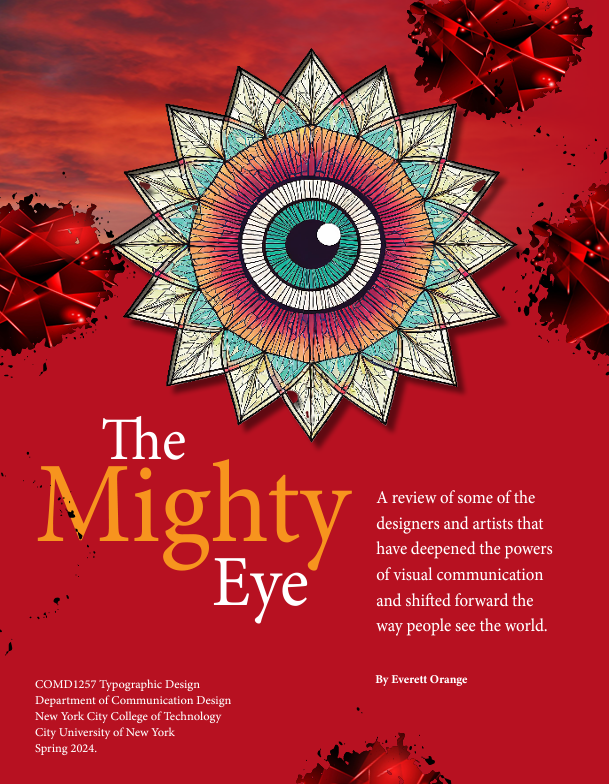 The
Mighty
Eye
A review of some of the
designers and artists that
have deepened the powers
of visual communication
and shifted forward the
way people see the world.
By Everett Orange
COMD1257 Typographic Design
Department of Communication Design
New York City College of Technology
City University of New York
Spring 2024.